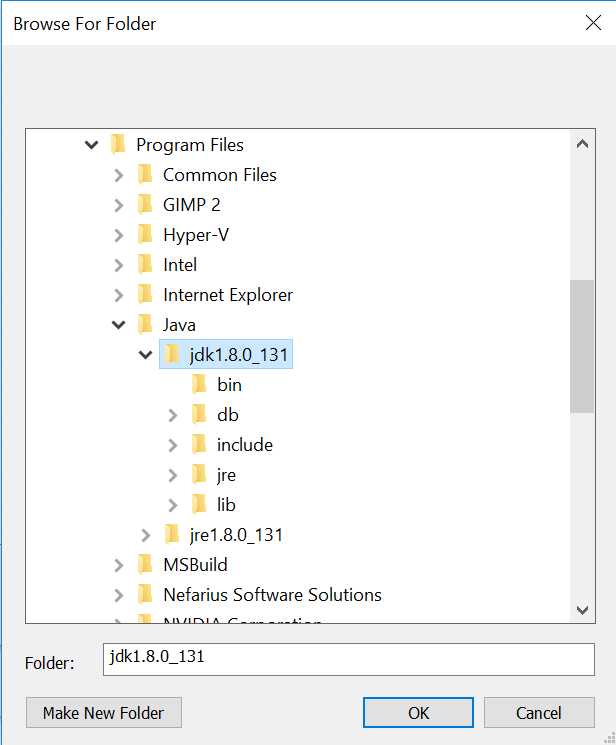 Browse For Folder
Program Files
Common Files
GIMP 2
Hyper-V
Intel
Internet Explorer
Java
jdk1.8.0_131
bin
db
include
jre
lib
jre1.8.0_131
MSBuild
Nefarius Software Solutions
NVIDIA Corporation
Folder: jdk1.8.0_131
Make New Folder OK Cancel